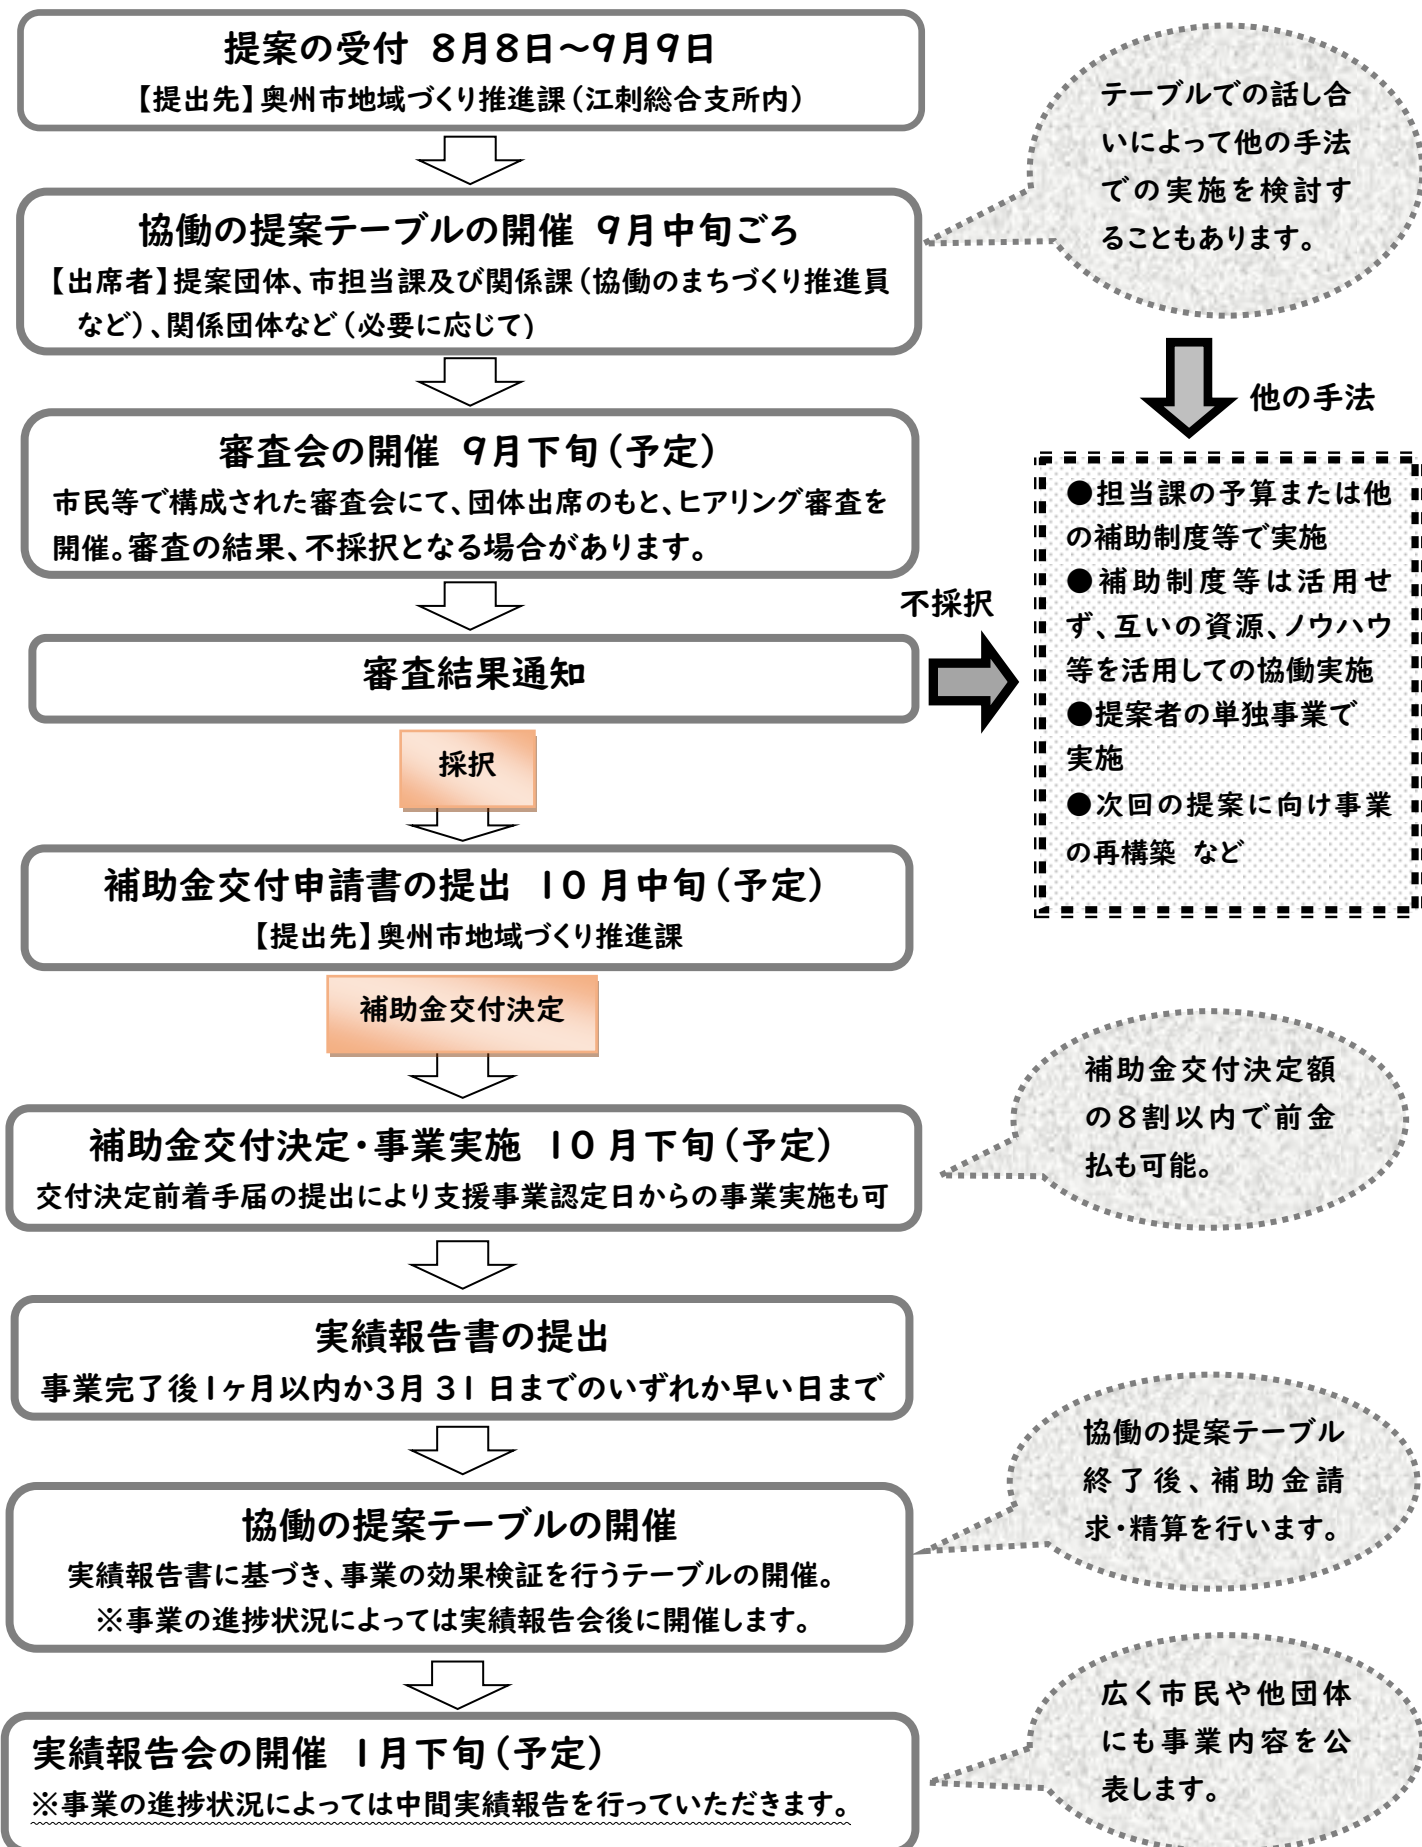 提案の受付 8月8日～9月9日
【提出先】奥州市地域づくり推進課（江刺総合支所内）
テーブルでの話し合
いによって他の手法
での実施を検討す
ることもあります。
協働の提案テーブルの開催 9月中旬ごろ
【出席者】提案団体、市担当課及び関係課（協働のまちづくり推進員
など）、関係団体など（必要に応じて）
他の手法
審査会の開催 9月下旬（予定）
市民等で構成された審査会にて、団体出席のもと、ヒアリング審査を
開催。審査の結果、不採択となる場合があります。
不採択
●担当課の予算または他
の補助制度等で実施
●補助制度等は活用せ
ず、互いの資源、ノウハウ
等を活用しての協働実施
●提案者の単独事業で
実施
●次回の提案に向け事業
の再構築 など
審査結果通知
採択
補助金交付申請書の提出 10月中旬（予定）
【提出先】奥州市地域づくり推進課
補助金交付決定
補助金交付決定・事業実施 10月下旬（予定）
交付決定前着手届の提出により支援事業認定日からの事業実施も可
補助金交付決定額
の8割以内で前金
払も可能。
実績報告書の提出
事業完了後1ヶ月以内か3月31日までのいずれか早い日まで
協働の提案テーブルの開催
実績報告書に基づき、事業の効果検証を行うテーブルの開催。
※事業の進捗状況によっては実績報告会後に開催します。
協働の提案テーブル
終了後、補助金請
求・精算を行います。
実績報告会の開催 1月下旬（予定）
※事業の進捗状況によっては中間実績報告を行っていただきます。
広く市民や他団体
にも事業内容を公
表します。